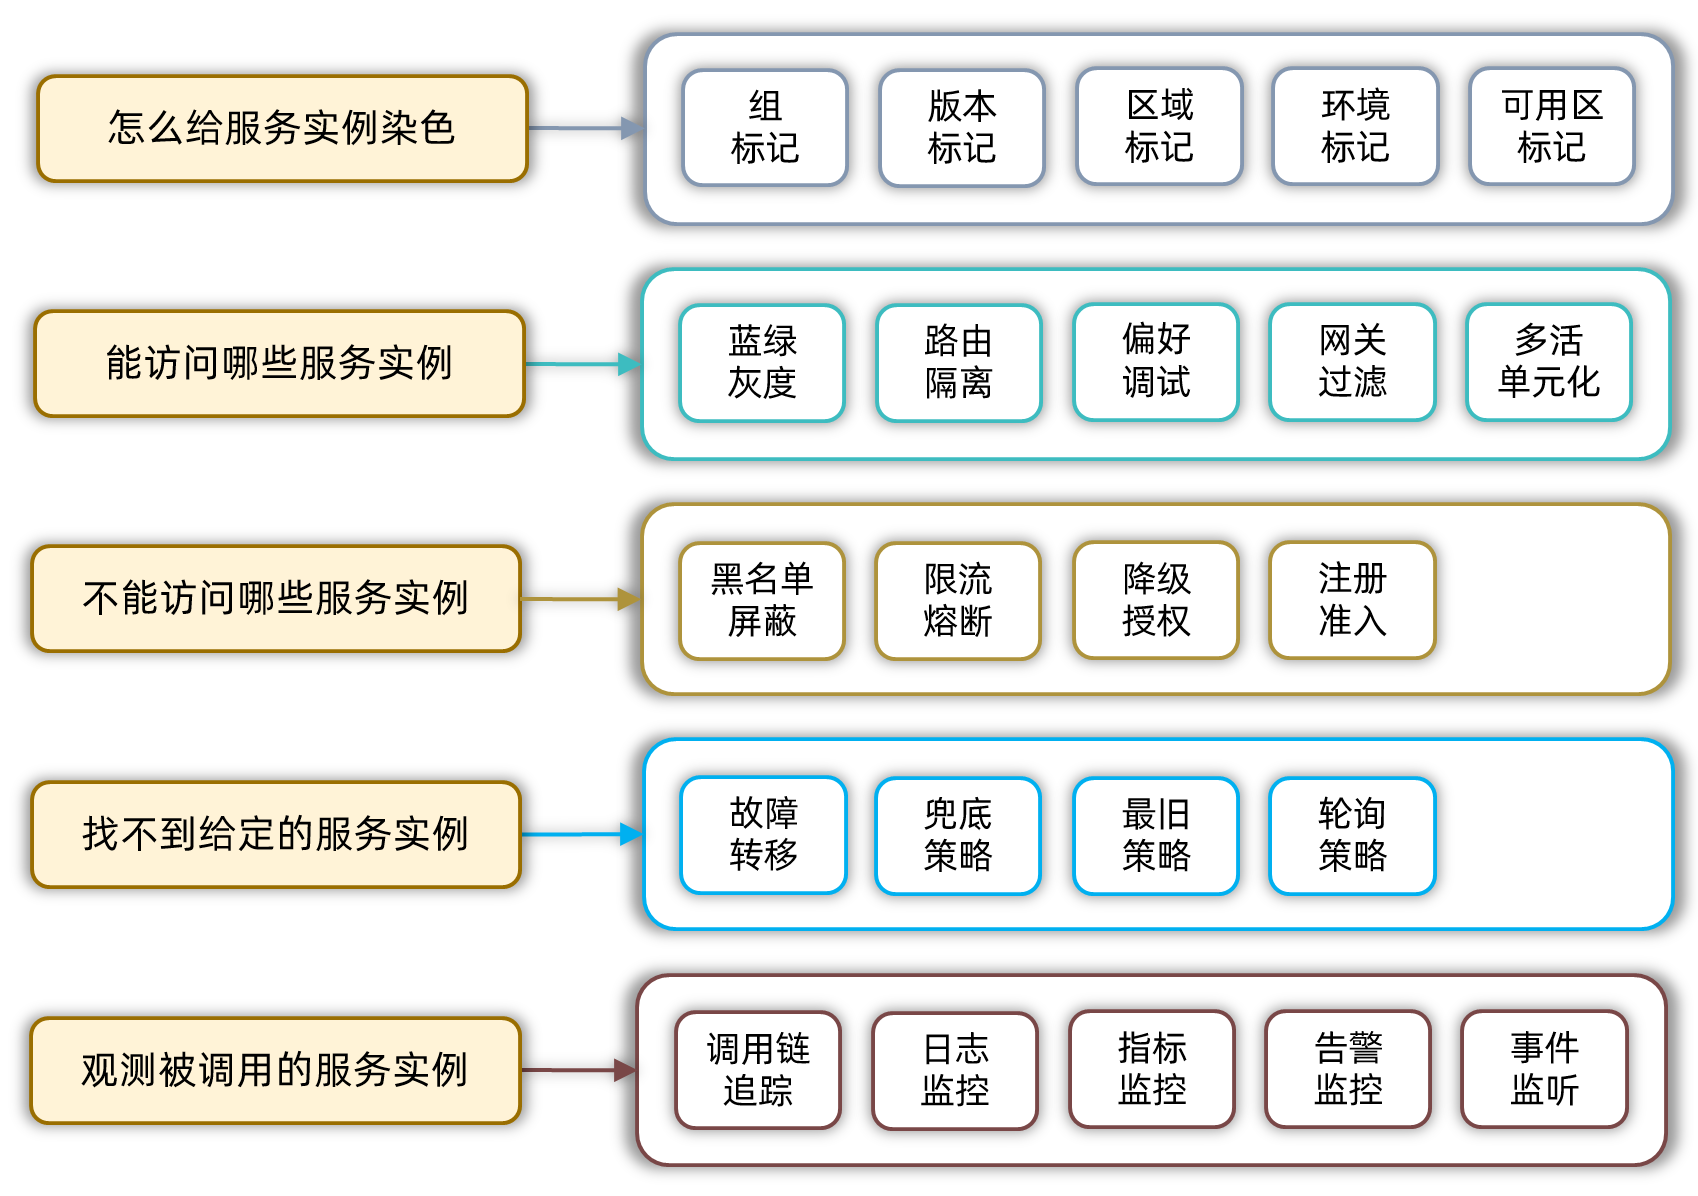 怎么给服务实例染色
组
标记
版本
标记
区域
标记
环境
标记
可用区
标记
能访问哪些服务实例
蓝绿
灰度
路由
隔离
偏好
调试
网关
过滤
多活
单元化
不能访问哪些服务实例
黑名单
屏蔽
限流
熔断
降级
授权
注册
准入
找不到给定的服务实例
故障
转移
兜底
策略
最旧
策略
轮询
策略
观测被调用的服务实例
调用链
追踪
日志
监控
指标
监控
告警
监控
事件
监听